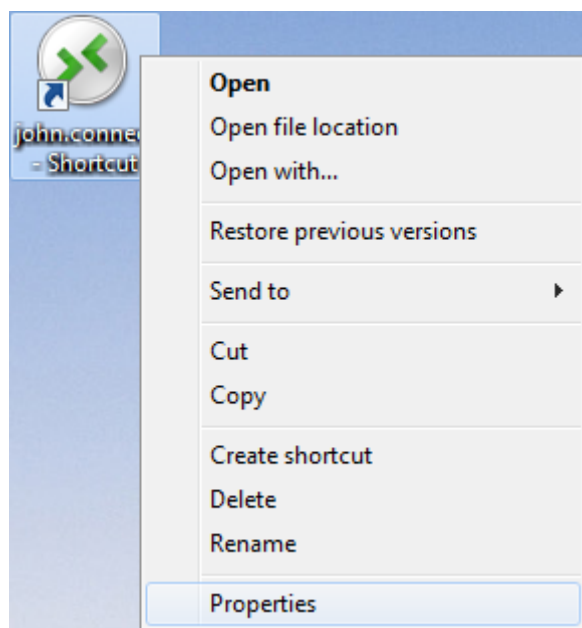 john.conne
- Shortcut
Open
Open file location
Open with...
Restore previous versions
Send to
Cut
Copy
Create shortcut
Delete
Rename
Properties